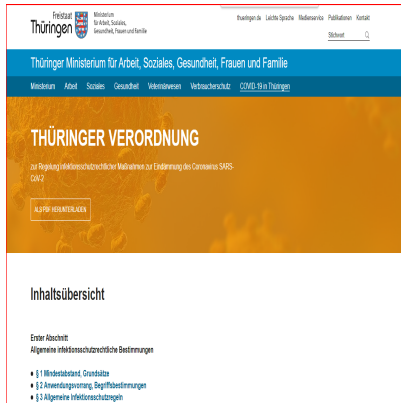 Freistaat
Thüringen
Ministerium
für Arbeit, Soziales,
Gesundheit, Frauen und Familie
thueringen.de Leichte Sprache Medienservice Publikationen Kontakt
Stichwort
Thüringer Ministerium für Arbeit, Soziales, Gesundheit, Frauen und Familie
Ministerium Arbeit Soziales Gesundheit Veterinärwesen Verbraucherschutz COVID-19 in Thüringen
THÜRINGER VERORDNUNG
zur Regelung infektionsschutzrechtlicher Maßnahmen zur Eindämmung des Coronavirus SARS-
CoV-2
ALS PDF HERUNTERLADEN
Inhaltsübersicht
Erster Abschnitt
Allgemeine infektionsschutzrechtliche Bestimmungen
§ 1 Mindestabstand, Grundsätze
§ 2 Anwendungsvorrang, Begriffsbestimmungen
§ 3 Allgemeine Infektionsschutzregeln